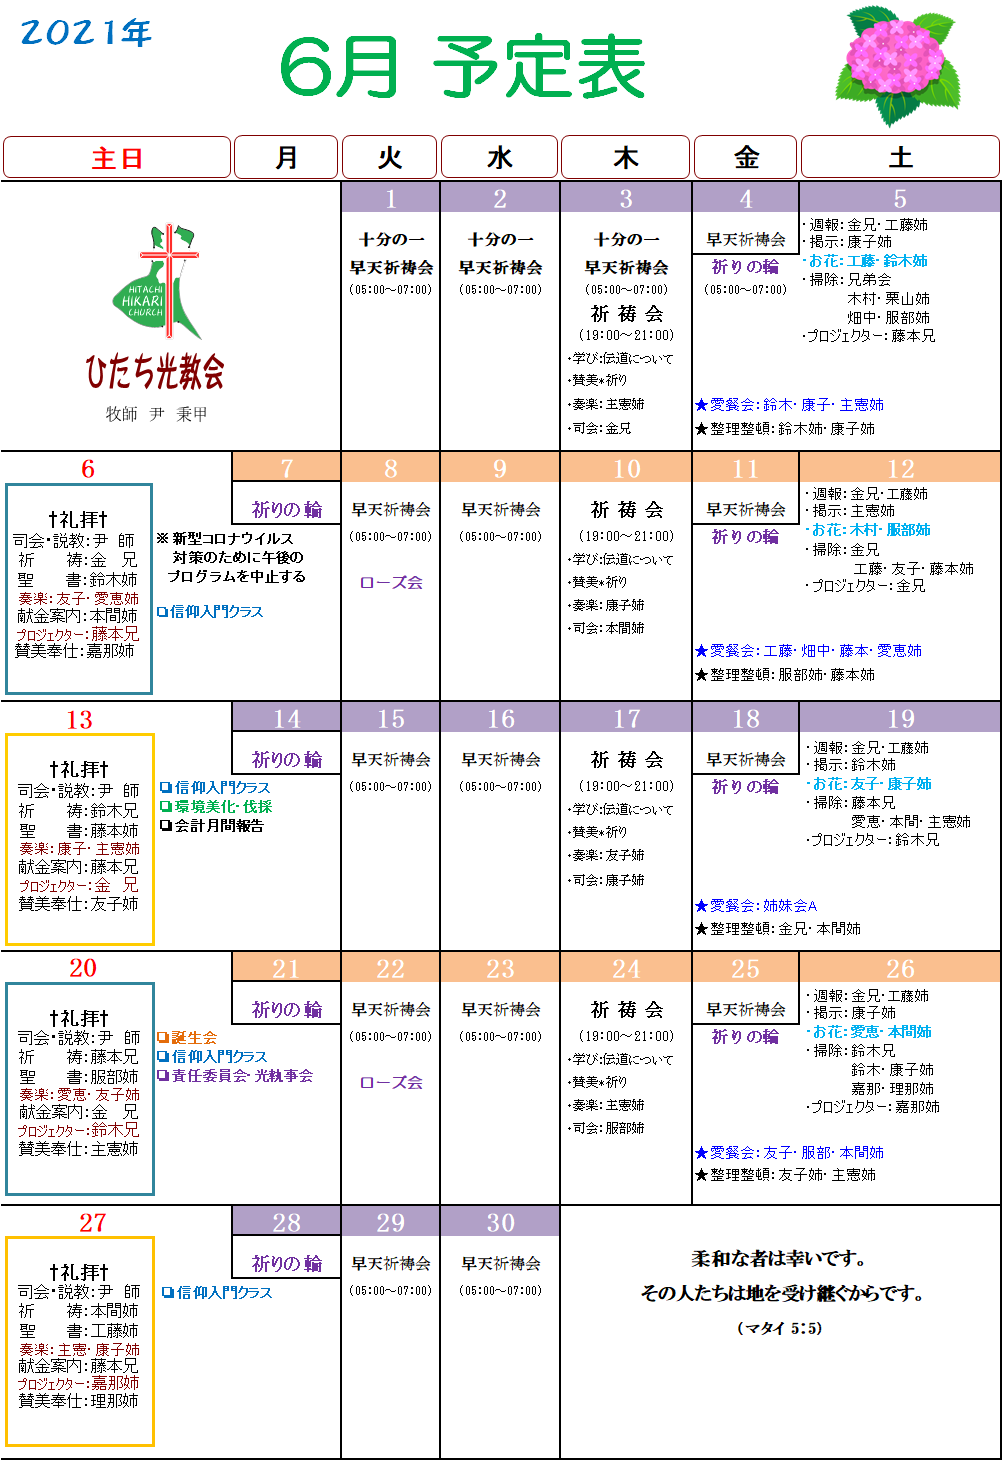 2021年
6月 予定表
主日
月
火
水
木
金
土
HITACHI
HIKARI
CHURCH
ひたち光教会
牧師 尹 秉甲
1
十分の一
早天祈祷会
(05:00～07:00)
2
十分の一
早天祈祷会
(05:00～07:00)
3
十分の一
早天祈祷会
(05:00～07:00)
祈 祷 会
(19:00～21:00)
・学び:伝道について
・賛美*祈り
・奏楽: 主憲姉
・司会: 金兄
4
早天祈祷会
祈りの輪
(05:00～07:00)
5
・週報: 金兄・工藤姉
・掲示: 康子姉
・お花: 工藤・鈴木姉
・掃除: 兄弟会
木村・栗山姉
畑中・服部姉
・プロジェクター: 藤本兄
★愛餐会: 鈴木・康子・主憲姉
★整理整頓: 鈴木姉・康子姉
6
✝礼拝✝
司会・説教: 尹 師
祈 祷: 金 兄
聖 書: 鈴木姉
奏楽: 友子・愛恵姉
献金案内: 本間姉
プロジェクター: 藤本兄
賛美奉仕: 嘉那姉
※ 新型コロナウイルス
対策のために午後の
プログラムを中止する
❏信仰入門クラス
7
祈りの輪
8
早天祈祷会
(05:00～07:00)
ローズ会
9
早天祈祷会
(05:00～07:00)
10
祈 祷 会
(19:00～21:00)
・学び:伝道について
・賛美*祈り
・奏楽: 康子姉
・司会: 本間姉
11
早天祈祷会
祈りの輪
12
・週報: 金兄・工藤姉
・掲示: 主憲姉
・お花: 木村・服部姉
・掃除: 金兄
工藤・友子・藤本姉
・プロジェクター: 金兄
★愛餐会: 工藤・畑中・藤本・愛恵姉
★整理整頓: 服部姉・藤本姉
13
✝礼拝✝
司会・説教: 尹 師
祈 祷: 鈴木兄
聖 書: 藤本姉
奏楽: 康子・主憲姉
献金案内: 藤本兄
プロジェクター: 金 兄
賛美奉仕: 友子姉
❏信仰入門クラス
❏環境美化・伐採
❏会計月間報告
14
祈りの輪
15
早天祈祷会
(05:00～07:00)
16
早天祈祷会
(05:00～07:00)
17
祈 祷 会
(19:00～21:00)
・学び:伝道について
・賛美*祈り
・奏楽: 友子姉
・司会: 康子姉
18
早天祈祷会
祈りの輪
19
・週報: 金兄・工藤姉
・掲示: 鈴木姉
・お花: 友子・康子姉
・掃除: 藤本兄
愛恵・本間・主憲姉
・プロジェクター: 鈴木兄
★愛餐会: 姉妹会A
★整理整頓: 金兄・本間姉
20
✝礼拝✝
司会・説教: 尹 師
祈 祷: 藤本兄
聖 書: 服部姉
奏楽: 愛恵・友子姉
献金案内: 金 兄
プロジェクター: 鈴木兄
賛美奉仕: 主憲姉
❏誕生会
❏信仰入門クラス
❏責任委員会・光執事会
21
祈りの輪
22
早天祈祷会
(05:00～07:00)
ローズ会
23
早天祈祷会
(05:00～07:00)
24
祈 祷 会
(19:00～21:00)
・学び:伝道について
・賛美*祈り
・奏楽: 主憲姉
・司会: 服部姉
25
早天祈祷会
祈りの輪
26
・週報: 金兄・工藤姉
・掲示: 康子姉
・お花: 愛恵・本間姉
・掃除: 鈴木兄
鈴木・康子姉
嘉那・理那姉
・プロジェクター: 嘉那姉
★愛餐会: 友子・服部・本間姉
★整理整頓: 友子姉・主憲姉
27
✝礼拝✝
司会・説教: 尹 師
祈 祷: 本間姉
聖 書: 工藤姉
奏楽: 主憲・康子姉
献金案内: 藤本兄
プロジェクター: 嘉那姉
賛美奉仕: 理那姉
❏信仰入門クラス
28
祈りの輪
29
早天祈祷会
(05:00～07:00)
30
早天祈祷会
(05:00～07:00)
柔和な者は幸いです。
その人たちは地を受け継ぐからです。
(マタイ 5:5)